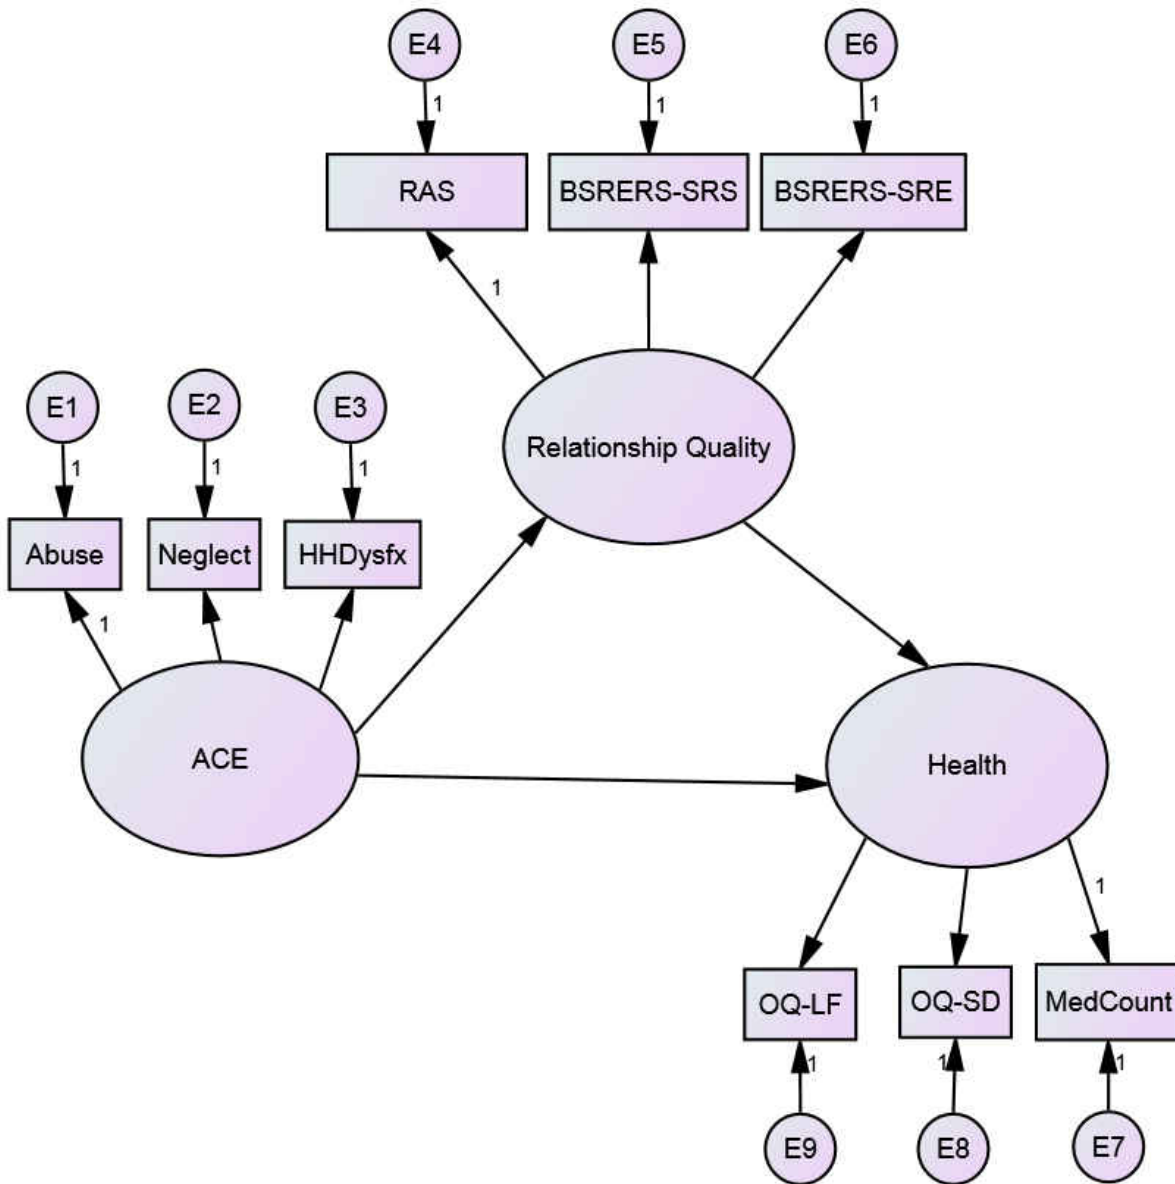 E4 E5 E6
1 1 1
RAS BSRERS-SRS BSRERS-SRE
1
E1 E2 E3
Relationship Quality
1 1 1
Abuse Neglect HHDysfx
1
ACE
Health
1
OQ-LF OQ-SD MedCount
1 1 1
E9 E8 E7